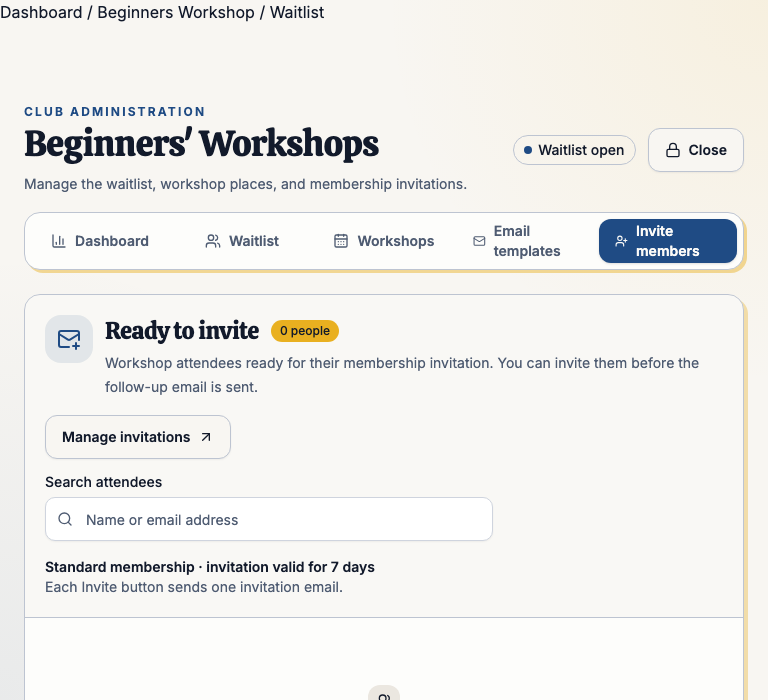 Dashboard / Beginners Workshop / Waitlist
CLUB ADMINISTRATION
Beginners' Workshops
Waitlist open
Close
Manage the waitlist, workshop places, and membership invitations.
Dashboard
Waitlist
Workshops
Email
templates
Invite
members
Ready to invite
0 people
Workshop attendees ready for their membership invitation. You can invite them before the
follow-up email is sent.
Manage invitations
Search attendees
Name or email address
Standard membership · invitation valid for 7 days
Each Invite button sends one invitation email.